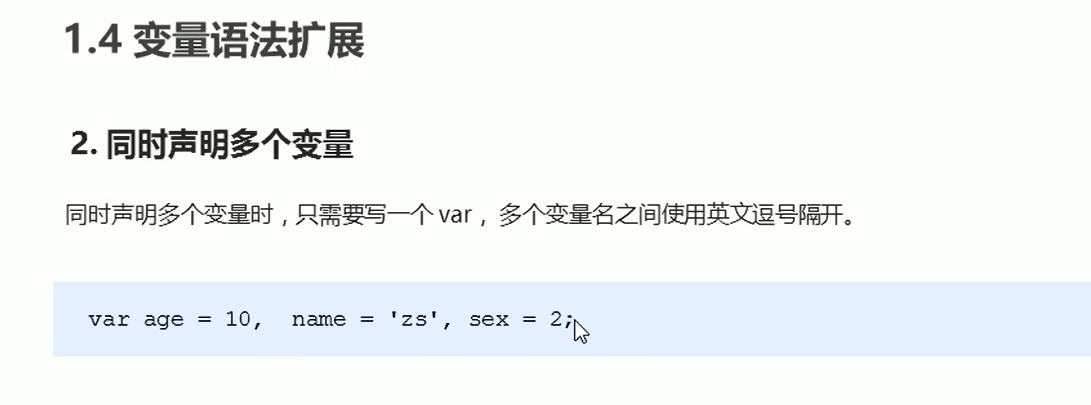 1.4 变量语法扩展
2. 同时声明多个变量
同时声明多个变量时，只需要写一个 var， 多个变量名之间使用英文逗号隔开。
var age = 10,  name = 'zs', sex = 2;